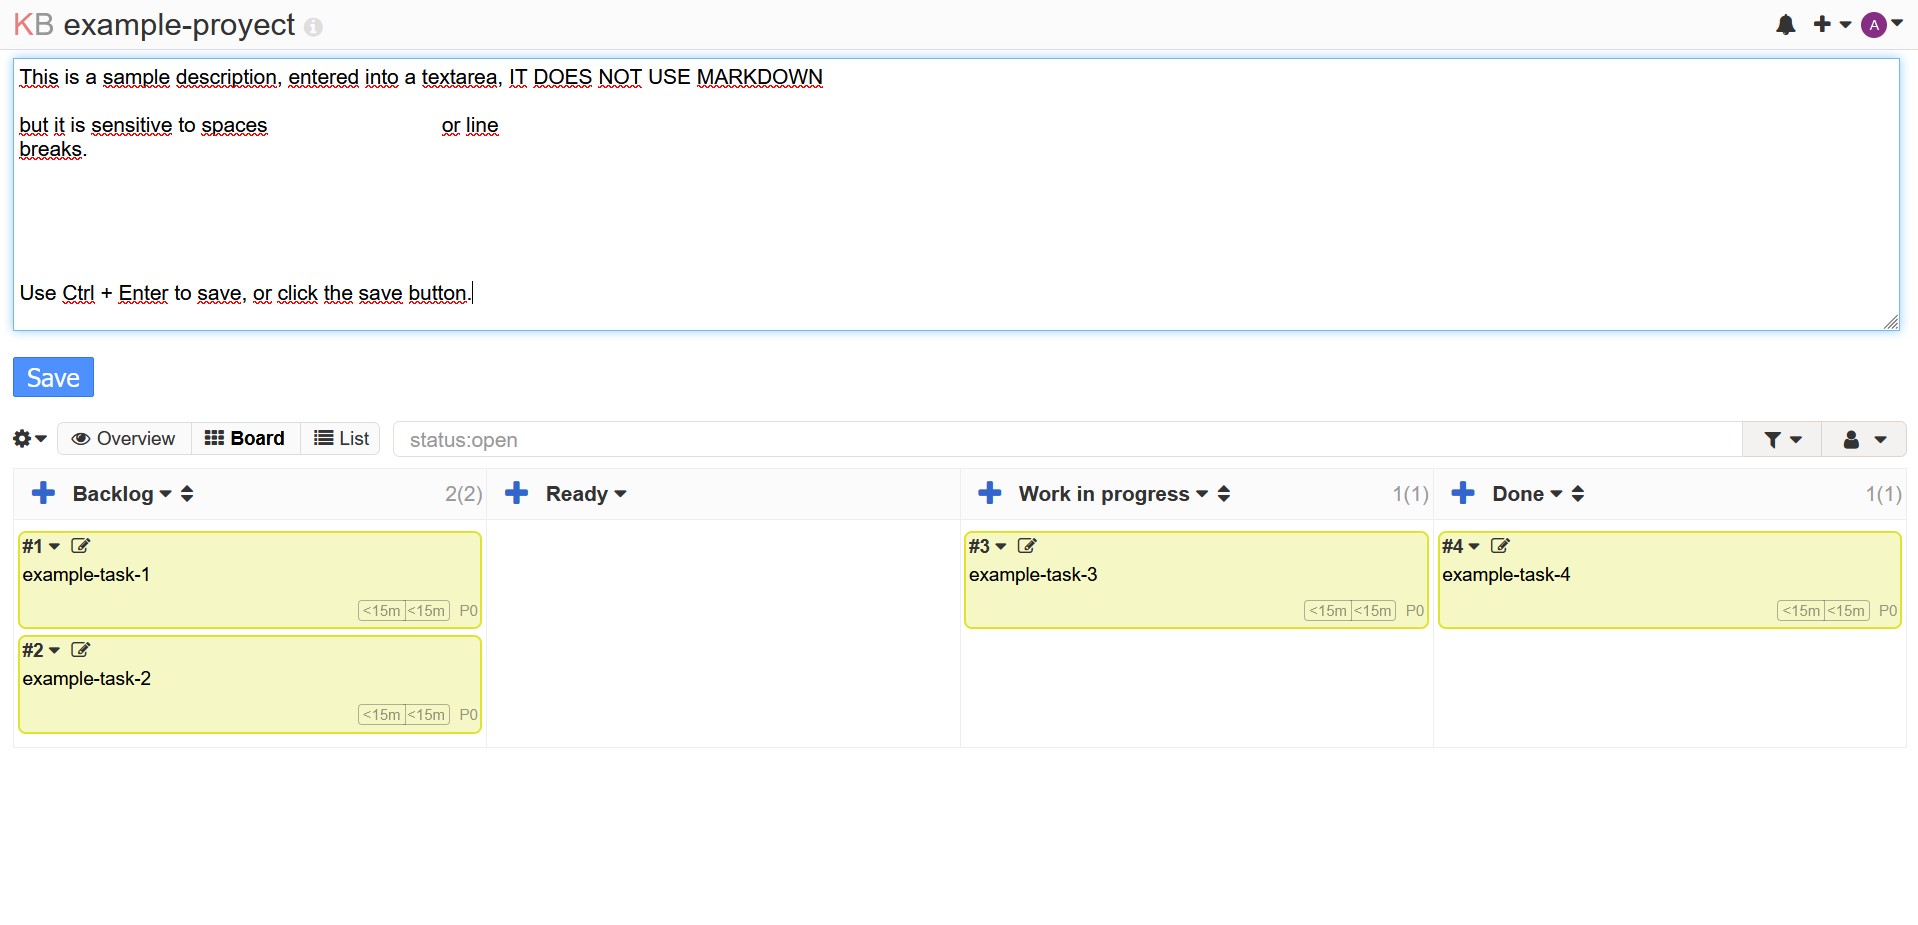 KB example-proyect
A
This is a sample description, entered into a textarea, IT DOES NOT USE MARKDOWN
but it is sensitive to spaces or line
breaks.
Use Ctrl + Enter to save, or click the save button.
Save
Overview Board List status:open
Backlog 2(2) Ready Work in progress 1(1) Done 1(1)
#1
example-task-1
<15m <15m P0
#2
example-task-2
<15m <15m P0
#3
example-task-3
<15m <15m P0
#4
example-task-4
<15m <15m P0